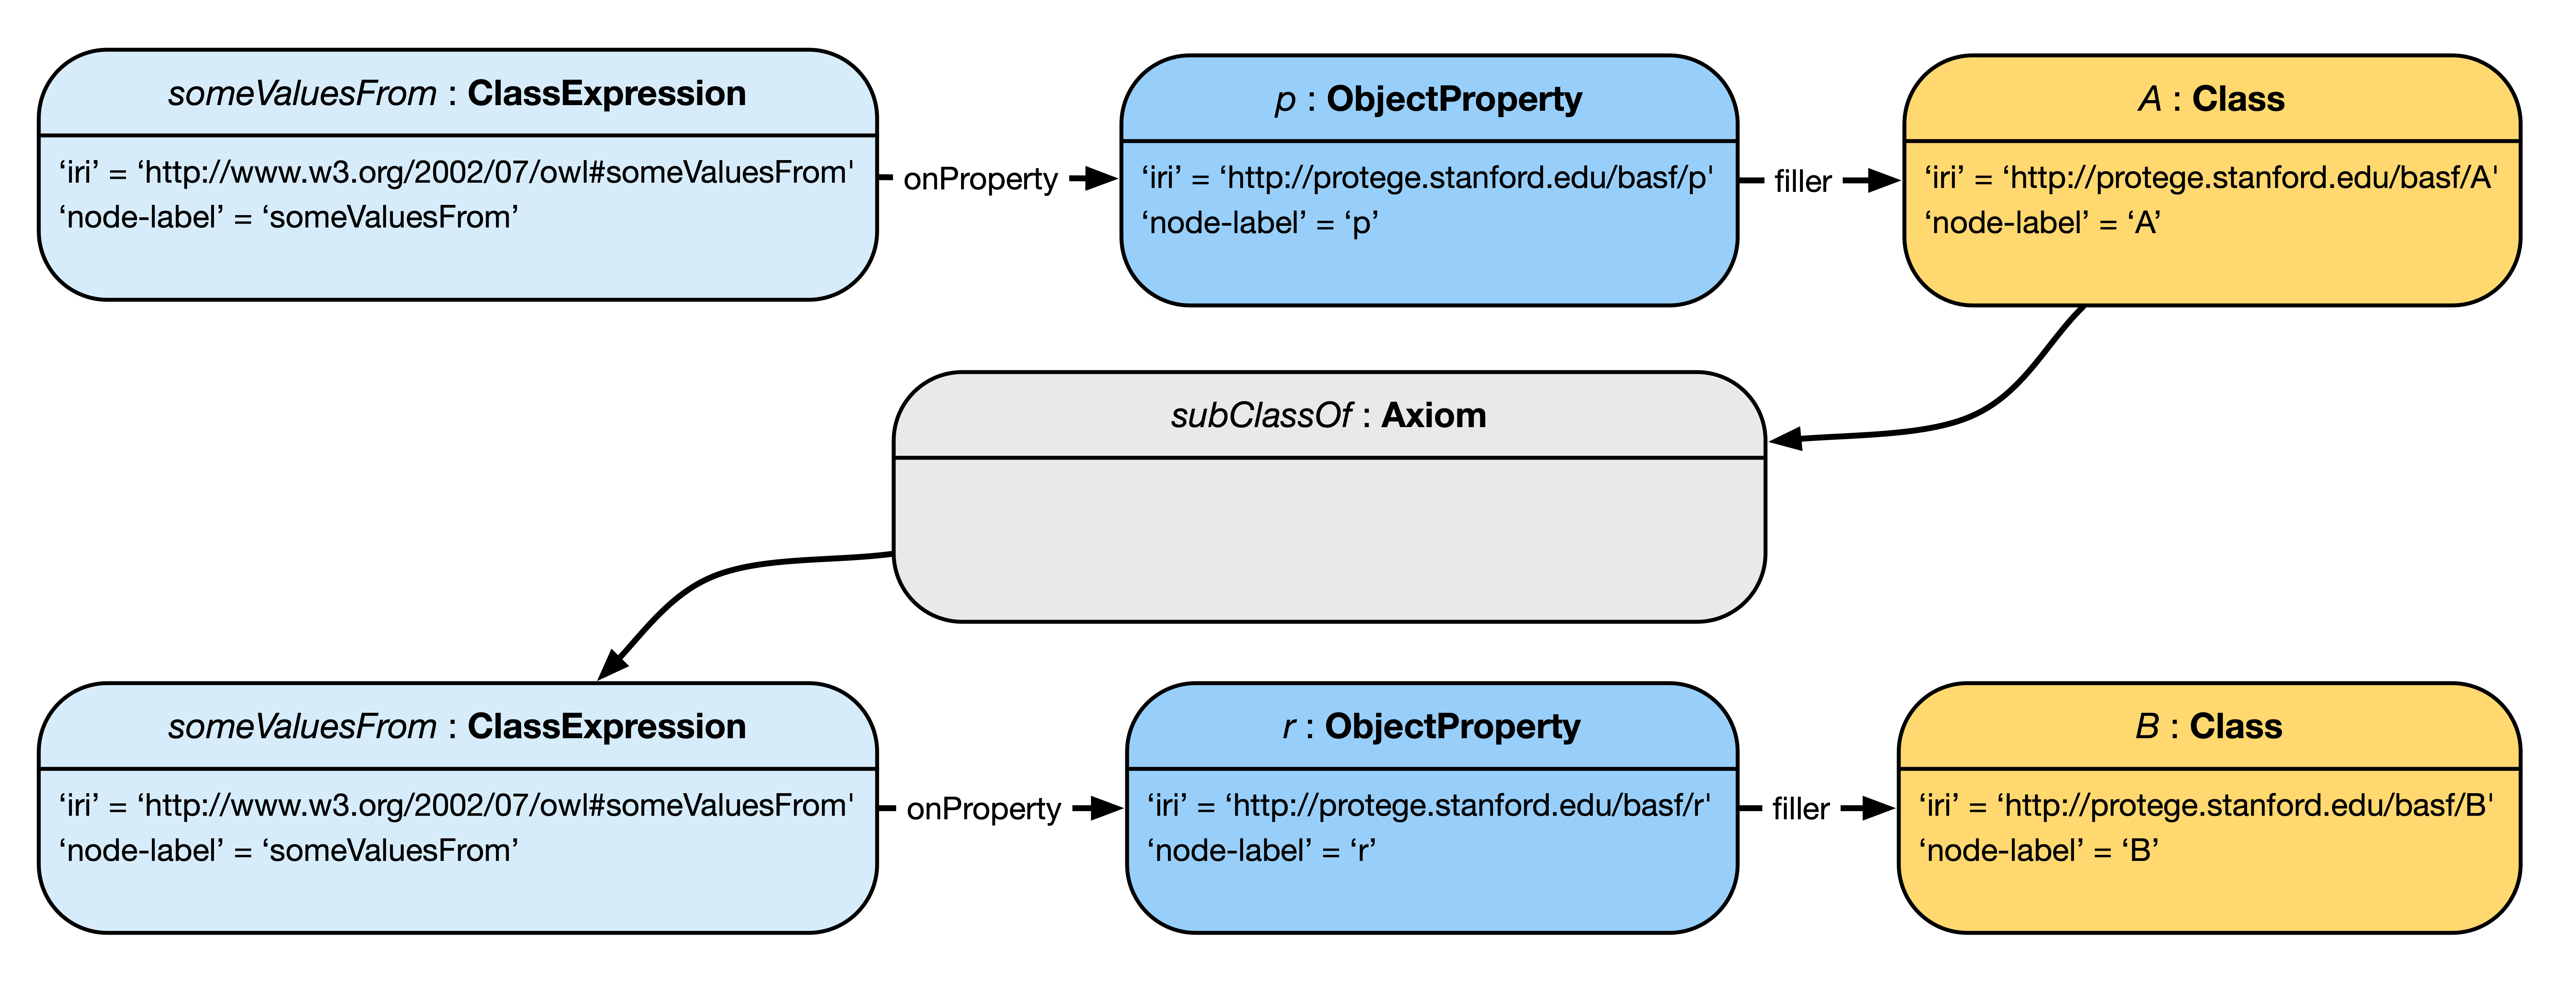 someValuesFrom : ClassExpression
‘iri’ = ‘http://www.w3.org/2002/07/owl#someValuesFrom'
‘node-label’ = ‘someValuesFrom’
onProperty
p : ObjectProperty
‘iri’ = ‘http://protege.stanford.edu/basf/p'
‘node-label’ = ‘p’
filler
A : Class
‘iri’ = ‘http://protege.stanford.edu/basf/A'
‘node-label’ = ‘A’
subClassOf : Axiom
someValuesFrom : ClassExpression
‘iri’ = ‘http://www.w3.org/2002/07/owl#someValuesFrom'
‘node-label’ = ‘someValuesFrom’
onProperty
r : ObjectProperty
‘iri’ = ‘http://protege.stanford.edu/basf/r'
‘node-label’ = ‘r’
filler
B : Class
‘iri’ = ‘http://protege.stanford.edu/basf/B'
‘node-label’ = ‘B’